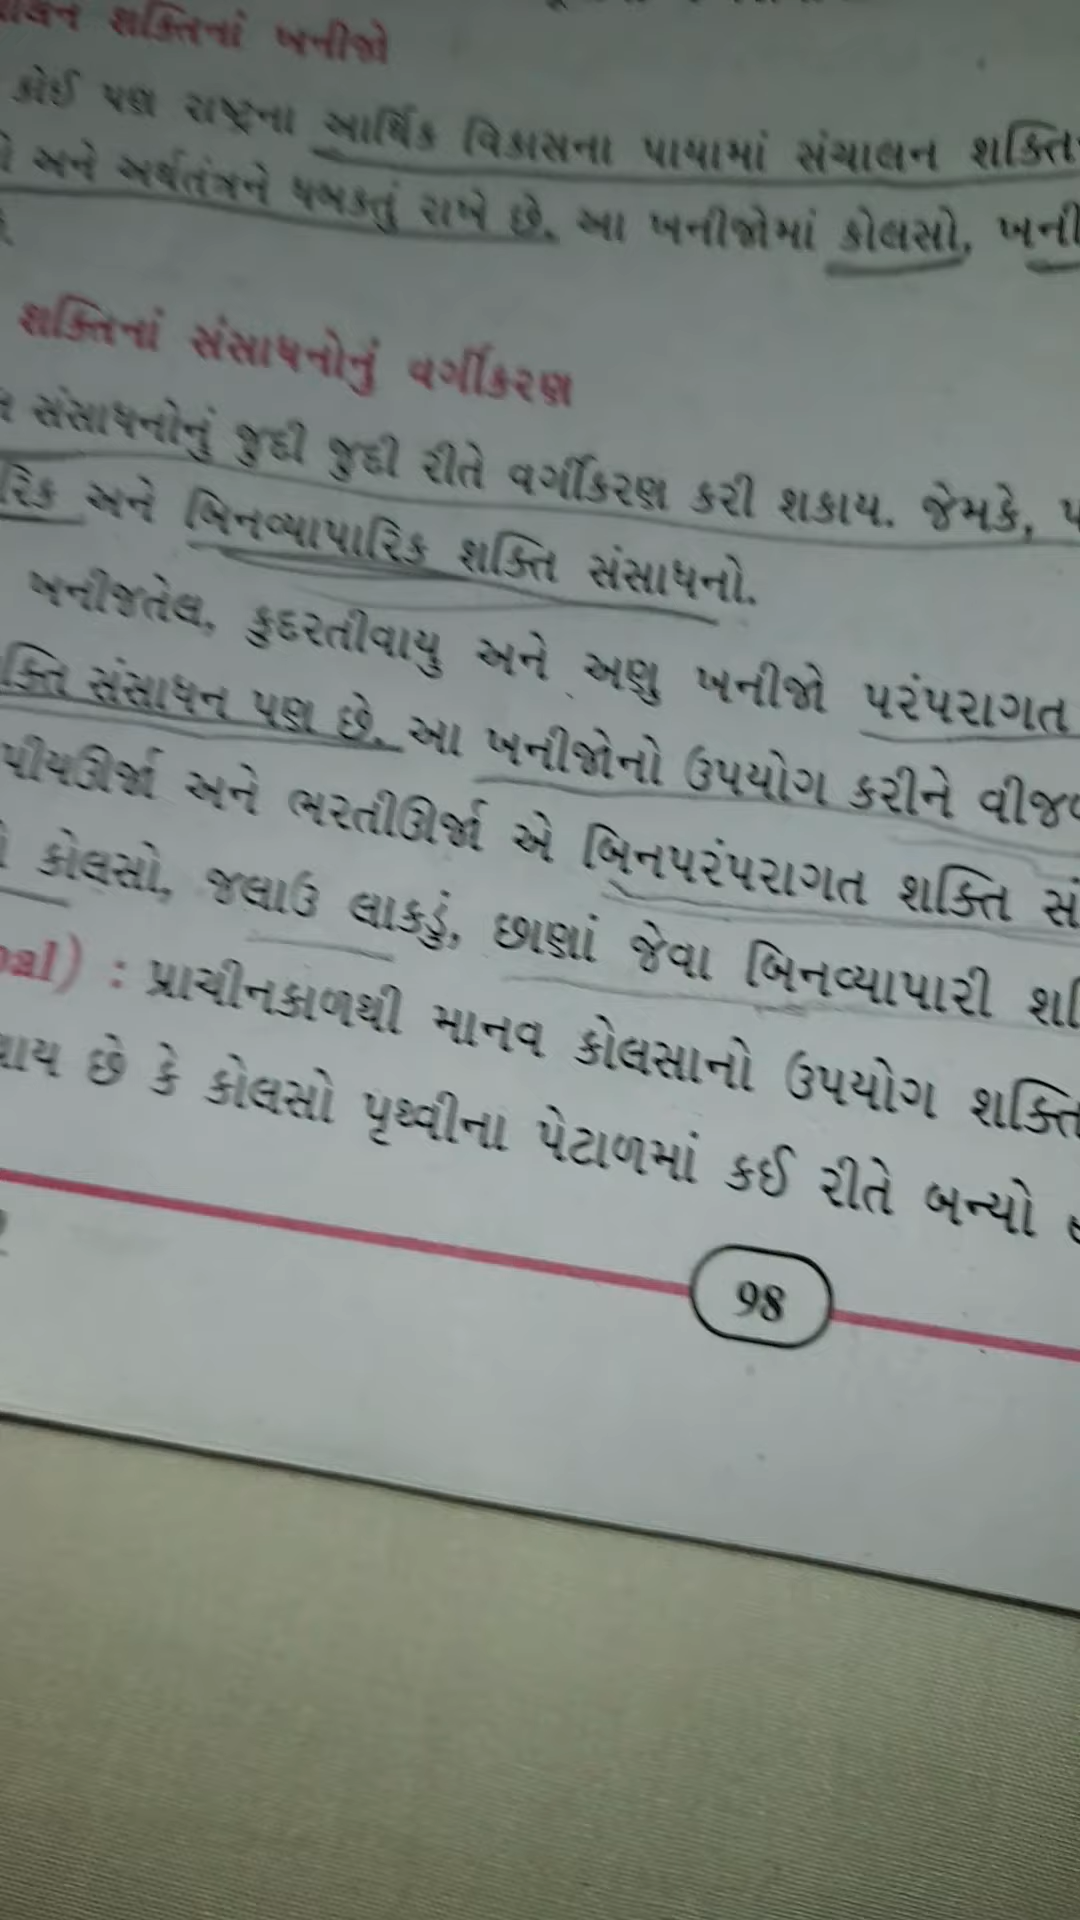 શક્તિનાં ખનીજો
કોઈ પણ રાષ્ટ્રના આર્થિક વિકાસના પાયામાં સંચાલન શક્તિ
અને અર્થતંત્રને ધબકતું રાખે છે. આ ખનીજોમાં કોલસો, ખની
શક્તિનાં સંસાધનોનું વર્ગીકરણ
સંસાધનોનું જુદી જુદી રીતે વર્ગીકરણ કરી શકાય. જેમકે, પ
રિક અને બિનવ્યાપારિક શક્તિ સંસાધનો.
ખનીજતેલ, કુદરતીવાયુ અને અણુ ખનીજો પરંપરાગત
ક્તિ સંસાધન પણ છે. આ ખનીજોનો ઉપયોગ કરીને વીજ
પીયઊર્જા અને ભરતીઊર્જા એ બિનપરંપરાગત શક્તિ સં
કોલસો, જલાઉ લાકડું, છાણાં જેવા બિનવ્યાપારી શ
oal) : પ્રાચીનકાળથી માનવ કોલસાનો ઉપયોગ શક્તિ
થાય છે કે કોલસો પૃથ્વીના પેટાળમાં કઈ રીતે બન્યો
98